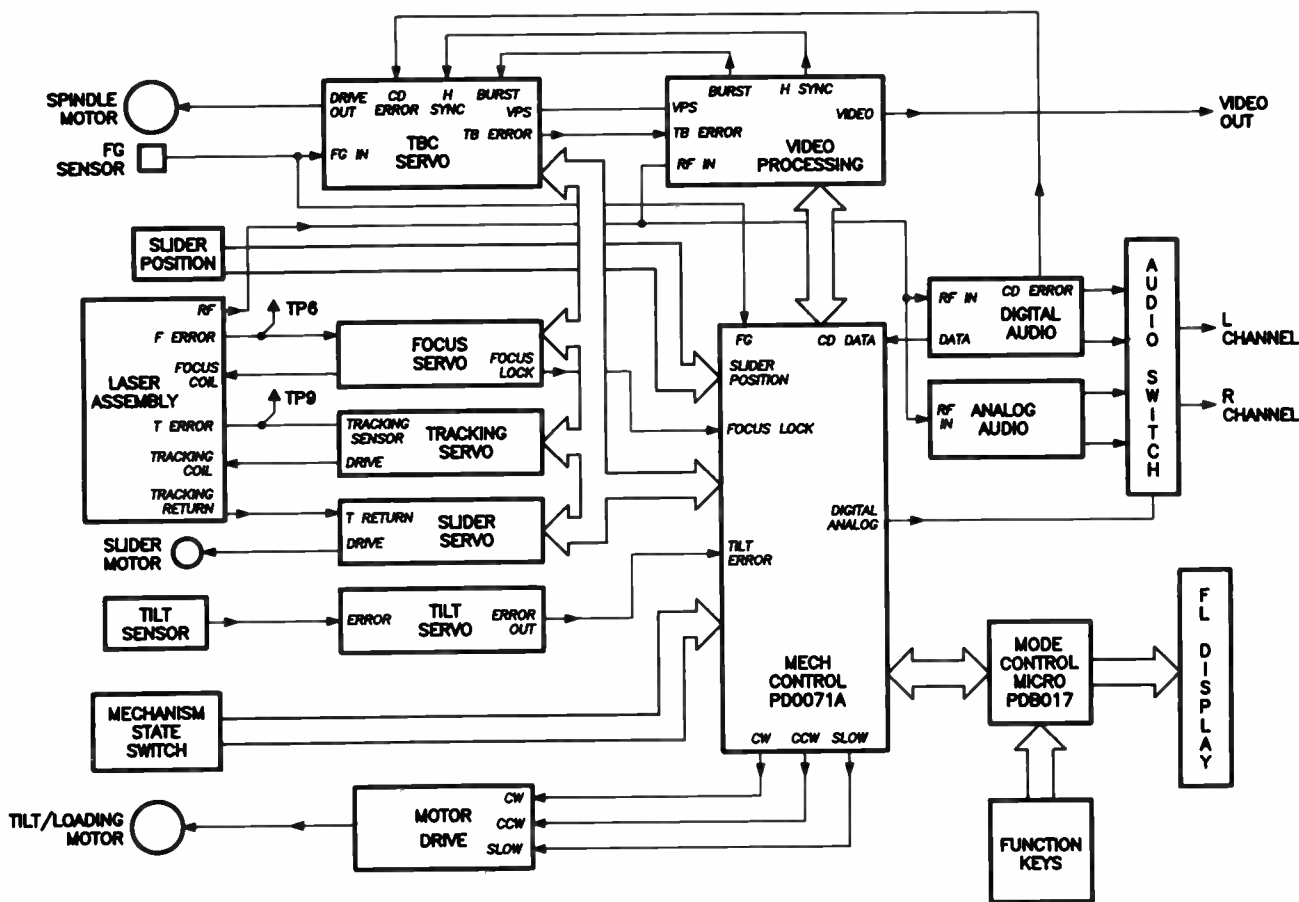 SPINDLE
MOTOR
FG
SENSOR
DRIVE
OUT
CD
ERROR
H
SYNC
BURST
VPS
TB ERROR
FG IN
TBC
SERVO
BURST
H SYNC
VPS
VIDEO
TB ERROR
RF IN
VIDEO
PROCESSING
VIDEO
OUT
SLIDER
POSITION
RF
F ERROR
FOCUS
COIL
LASER
ASSEMBLY
T ERROR
TRACKING
COIL
TRACKING
RETURN
TP6
TP9
FOCUS
SERVO
FOCUS
LOCK
TRACKING
SENSOR
DRIVE
TRACKING
SERVO
T RETURN
DRIVE
SLIDER
SERVO
SLIDER
MOTOR
TILT
SENSOR
ERROR
TILT
SERVO
ERROR
OUT
MECHANISM
STATE
SWITCH
TILT/LOADING
MOTOR
MOTOR
DRIVE
CW
CCW
SLOW
FG
CD DATA
SLIDER
POSITION
FOCUS LOCK
DIGITAL
ANALOG
TILT
ERROR
MECH
CONTROL
PD0071A
CW
CCW
SLOW
RF IN
CD ERROR
DIGITAL
AUDIO
DATA
RF
IN
ANALOG
AUDIO
AUDIO SWITCH
L
CHANNEL
R
CHANNEL
MODE
CONTROL
MICRO
PDB017
FL DISPLAY
FUNCTION
KEYS